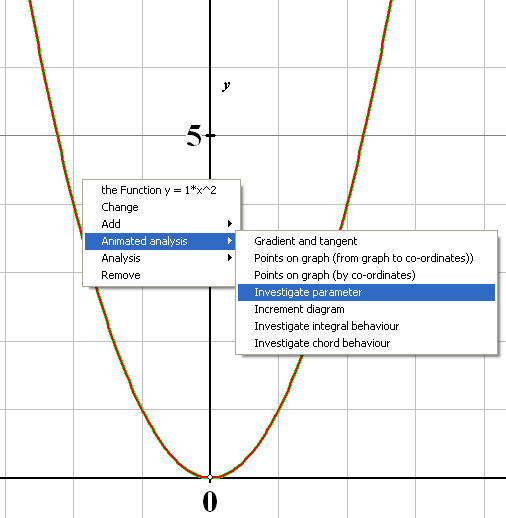 y
5
the Function y = 1*x^2
Change
Add
Animated analysis
Analysis
Remove
Gradient and tangent
Points on graph (from graph to co-ordinates))
Points on graph (by co-ordinates)
Investigate parameter
Increment diagram
Investigate integral behaviour
Investigate chord behaviour
0